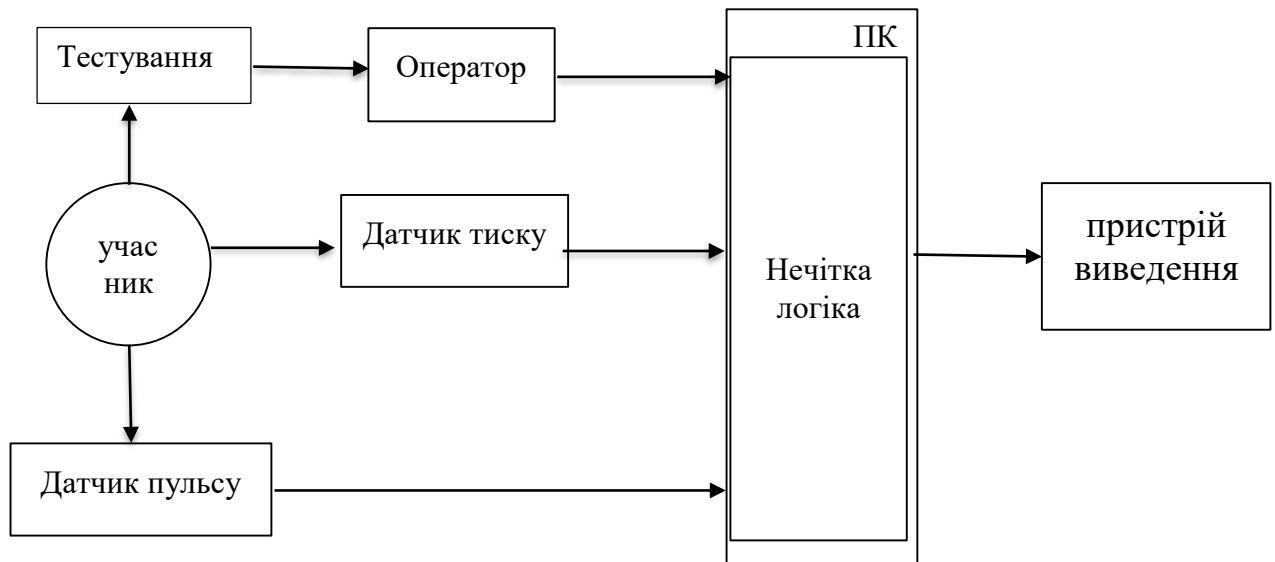 ПК
Тестування
Оператор
учас
ник
Датчик тиску
Нечітка
логіка
пристрій
виведення
Датчик пульсу